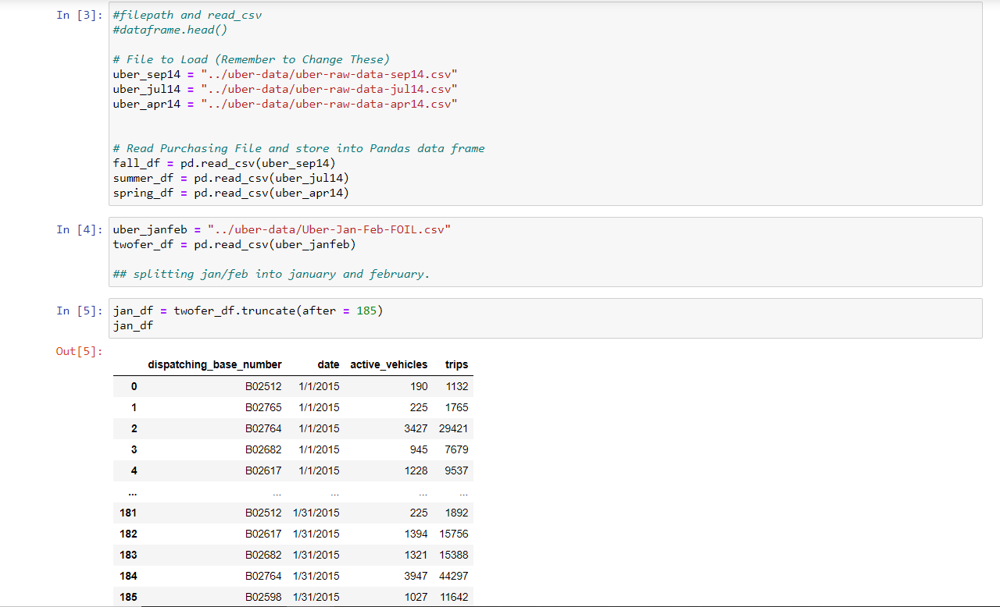 In [3]: #filepath and read_csv
#dataframe.head()
# File to Load (Remember to Change These)
uber_sep14 = "../uber-data/uber-raw-data-sep14.csv"
uber_jul14 = "../uber-data/uber-raw-data-jul14.csv"
uber_apr14 = "../uber-data/uber-raw-data-apr14.csv"
# Read Purchasing File and store into Pandas data frame
fall_df = pd.read_csv(uber_sep14)
summer_df = pd.read_csv(uber_jul14)
spring_df = pd.read_csv(uber_apr14)
In [4]: uber_janfeb = "../uber-data/Uber-Jan-Feb-FOIL.csv"
twofer_df = pd.read_csv(uber_janfeb)
## splitting jan/feb into january and february.
In [5]: jan_df = twofer_df.truncate(after = 185)
jan_df
Out[5]:
dispatching_base_number date active_vehicles trips
0 B02512 1/1/2015 190 1132
1 B02765 1/1/2015 225 1765
2 B02764 1/1/2015 3427 29421
3 B02682 1/1/2015 945 7679
4 B02617 1/1/2015 1228 9537
... ... ... ... ...
181 B02512 1/31/2015 225 1892
182 B02617 1/31/2015 1394 15756
183 B02682 1/31/2015 1321 15388
184 B02764 1/31/2015 3947 44297
185 B02598 1/31/2015 1027 11642